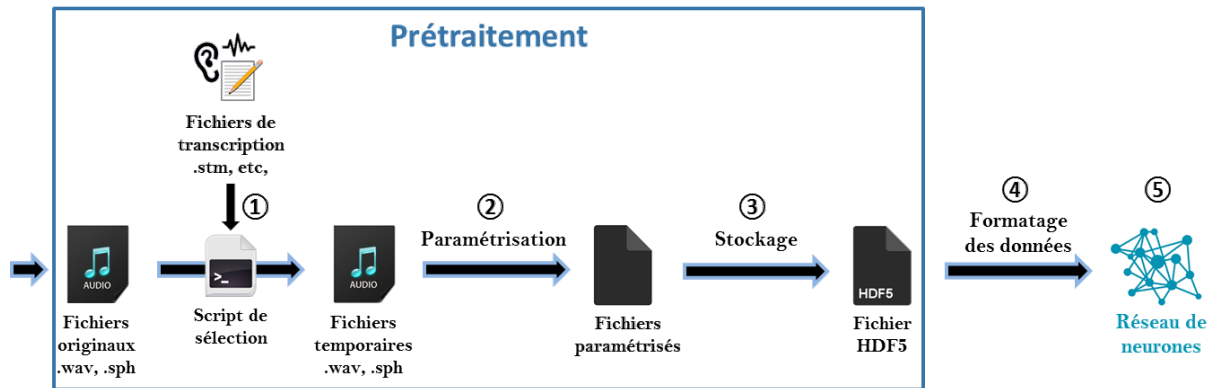 Prétraitement
Fichiers de
transcription
.stm, etc,
①
②
③
④
⑤
Paramétrisation
Stockage
Formatage
des données
AUDIO
>_
AUDIO
HDF5
Fichiers
originaux
.wav, .sph
Script de
sélection
Fichiers
temporaires
.wav, .sph
Fichiers
paramétrisés
Fichier
HDF5
Réseau de
neurones